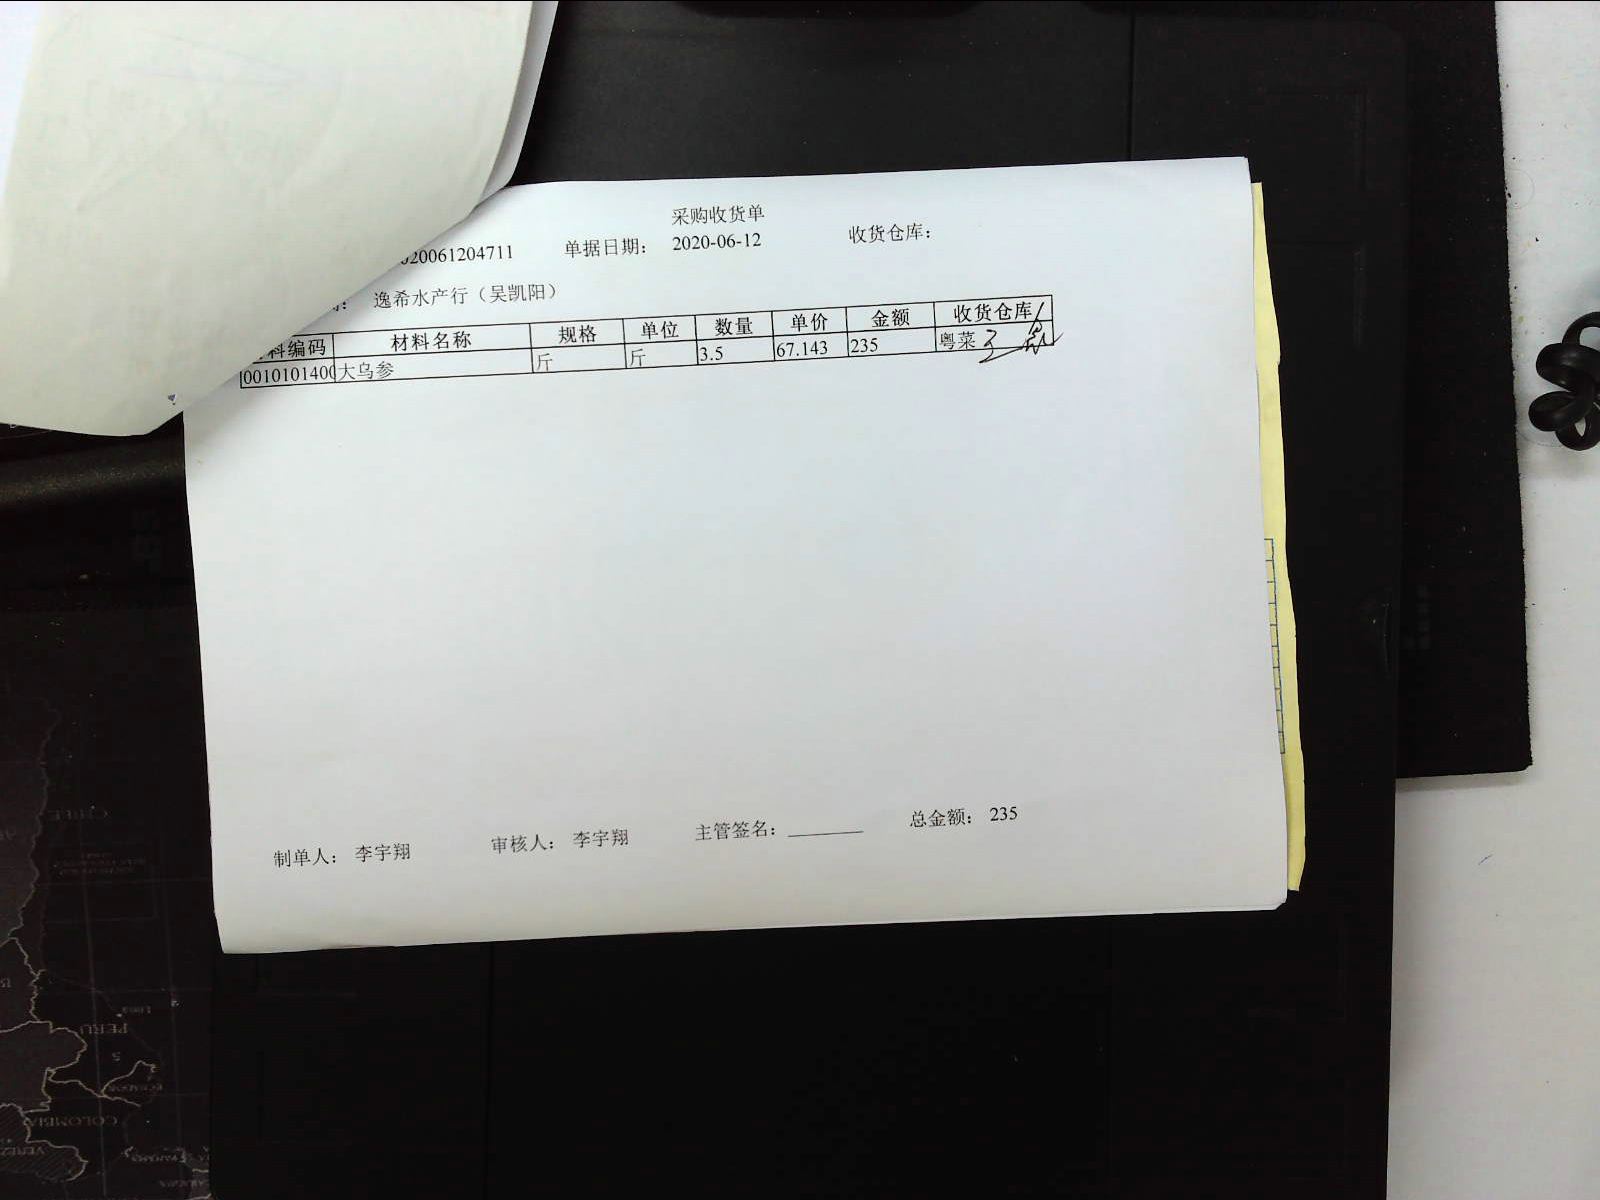 采购收货单
020061204711 单据日期： 2020-06-12 收货仓库：
逸希水产行（吴凯阳）
料编码 材料名称 规格 单位 数量 单价 金额 收货仓库
0010101400 大乌参 斤 斤 3.5 67.143 235 粤菜
制单人： 李宇翔 审核人： 李宇翔 主管签名： 总金额： 235
PERU
COLOMBIA